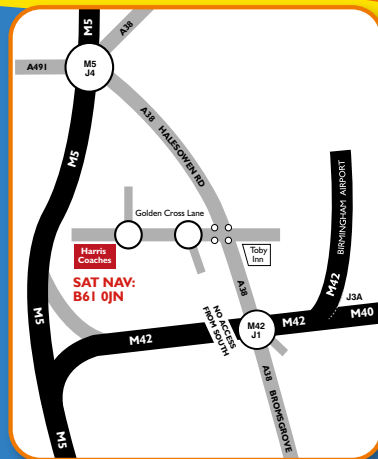 M5
A38
A491
M5
J4
A38
HALESOWEN RD
M5
BIRMINGHAM AIRPORT
Golden Cross Lane
Harris
Coaches
Toby
Inn
SAT NAV:
B61 0JN
A38
M42
J3A
M5
NO ACCESS
FROM SOUTH
M42
M42
J1
M42
M40
A38
BROMSGROVE
M5